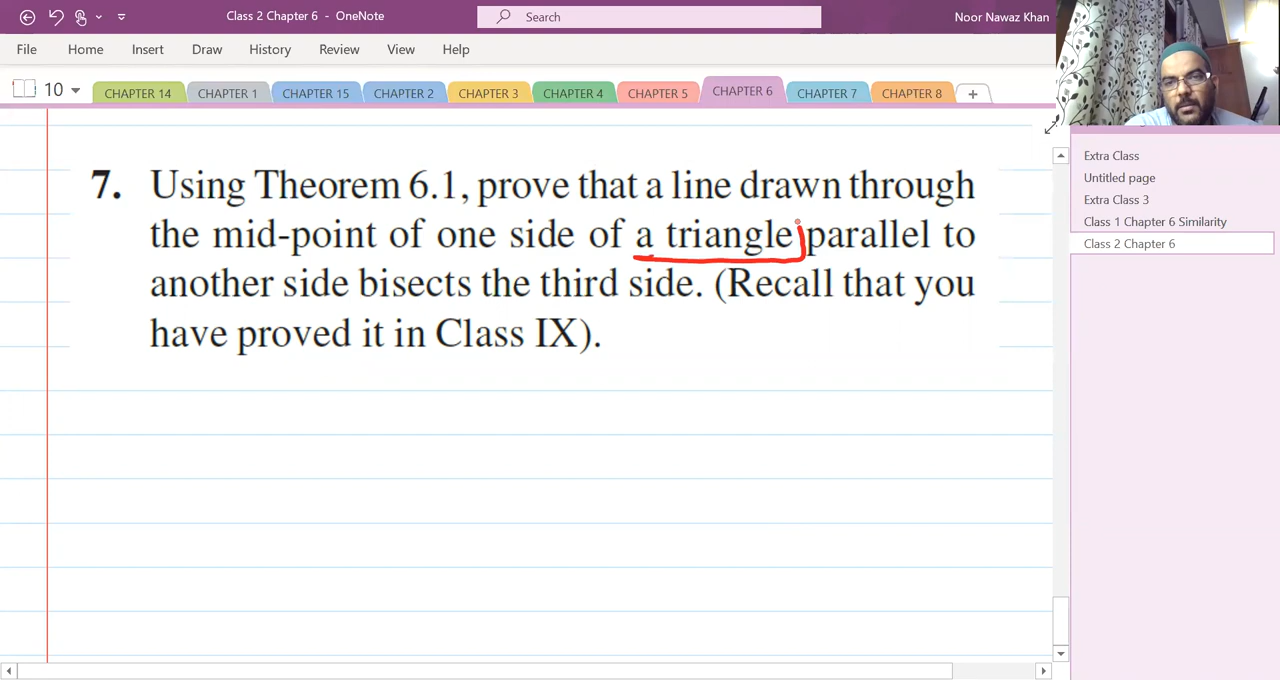 Class 2 Chapter 6 - OneNote
Search
Noor Nawaz Khan
File Home Insert Draw History Review View Help
10 CHAPTER 14 CHAPTER 1 CHAPTER 15 CHAPTER 2 CHAPTER 3 CHAPTER 4 CHAPTER 5 CHAPTER 6 CHAPTER 7 CHAPTER 8
7. Using Theorem 6.1, prove that a line drawn through
the mid-point of one side of a triangle parallel to
another side bisects the third side. (Recall that you
have proved it in Class IX).
Extra Class
Untitled page
Extra Class 3
Class 1 Chapter 6 Similarity
Class 2 Chapter 6